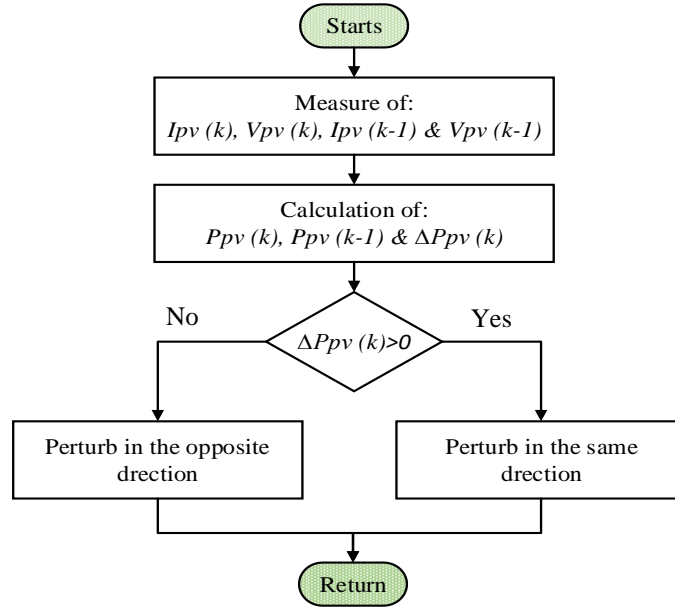 Starts
Measure of:
Ipv (k), Vpv (k), Ipv (k-1) & Vpv (k-1)
Calculation of:
Ppv (k), Ppv (k-1) & ΔPpv (k)
No
Yes
ΔPpv (k)>0
Perturb in the opposite
drection
Perturb in the same
direction
Return